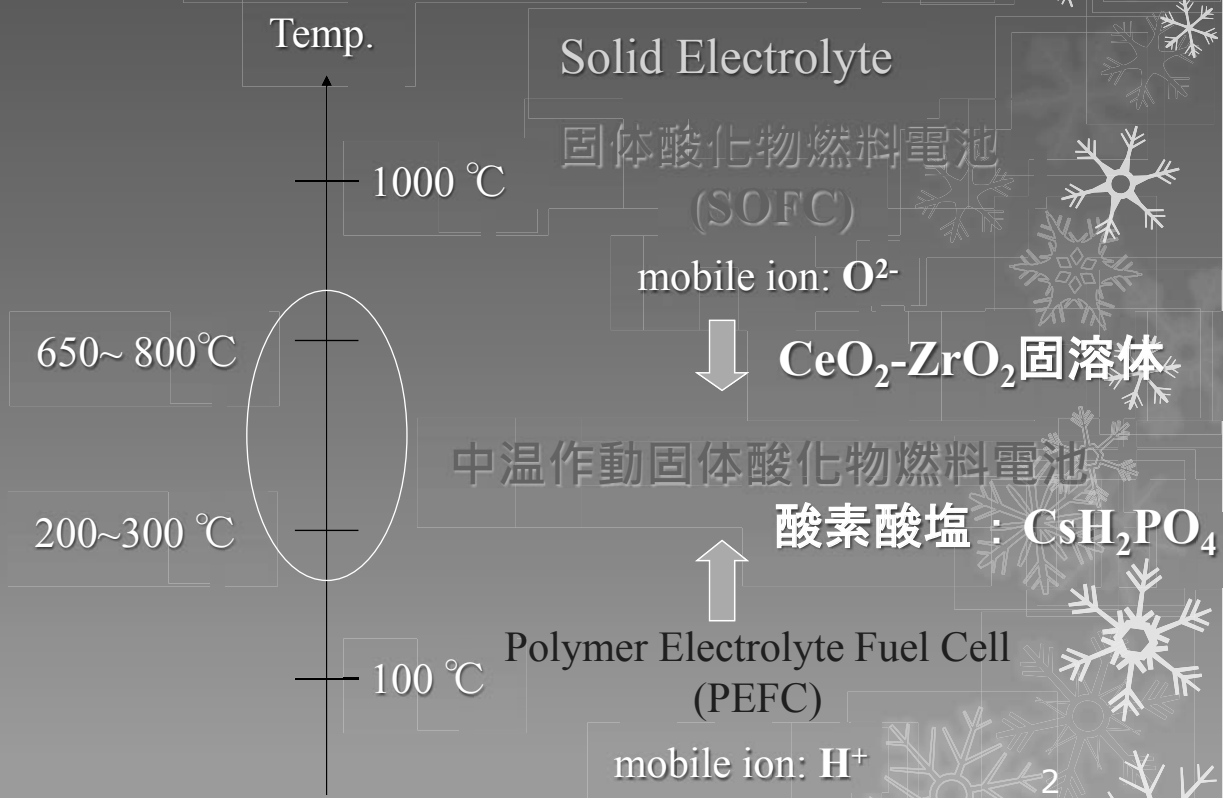 Temp.
Solid Electrolyte
固体酸化物燃料電池
(SOFC)
1000 ℃
mobile ion: O²⁻
650~ 800℃
CeO₂-ZrO₂固溶体
中温作動固体酸化物燃料電池
200~300 ℃
酸素酸塩：CsH₂PO₄
Polymer Electrolyte Fuel Cell
(PEFC)
100 ℃
mobile ion: H⁺
2